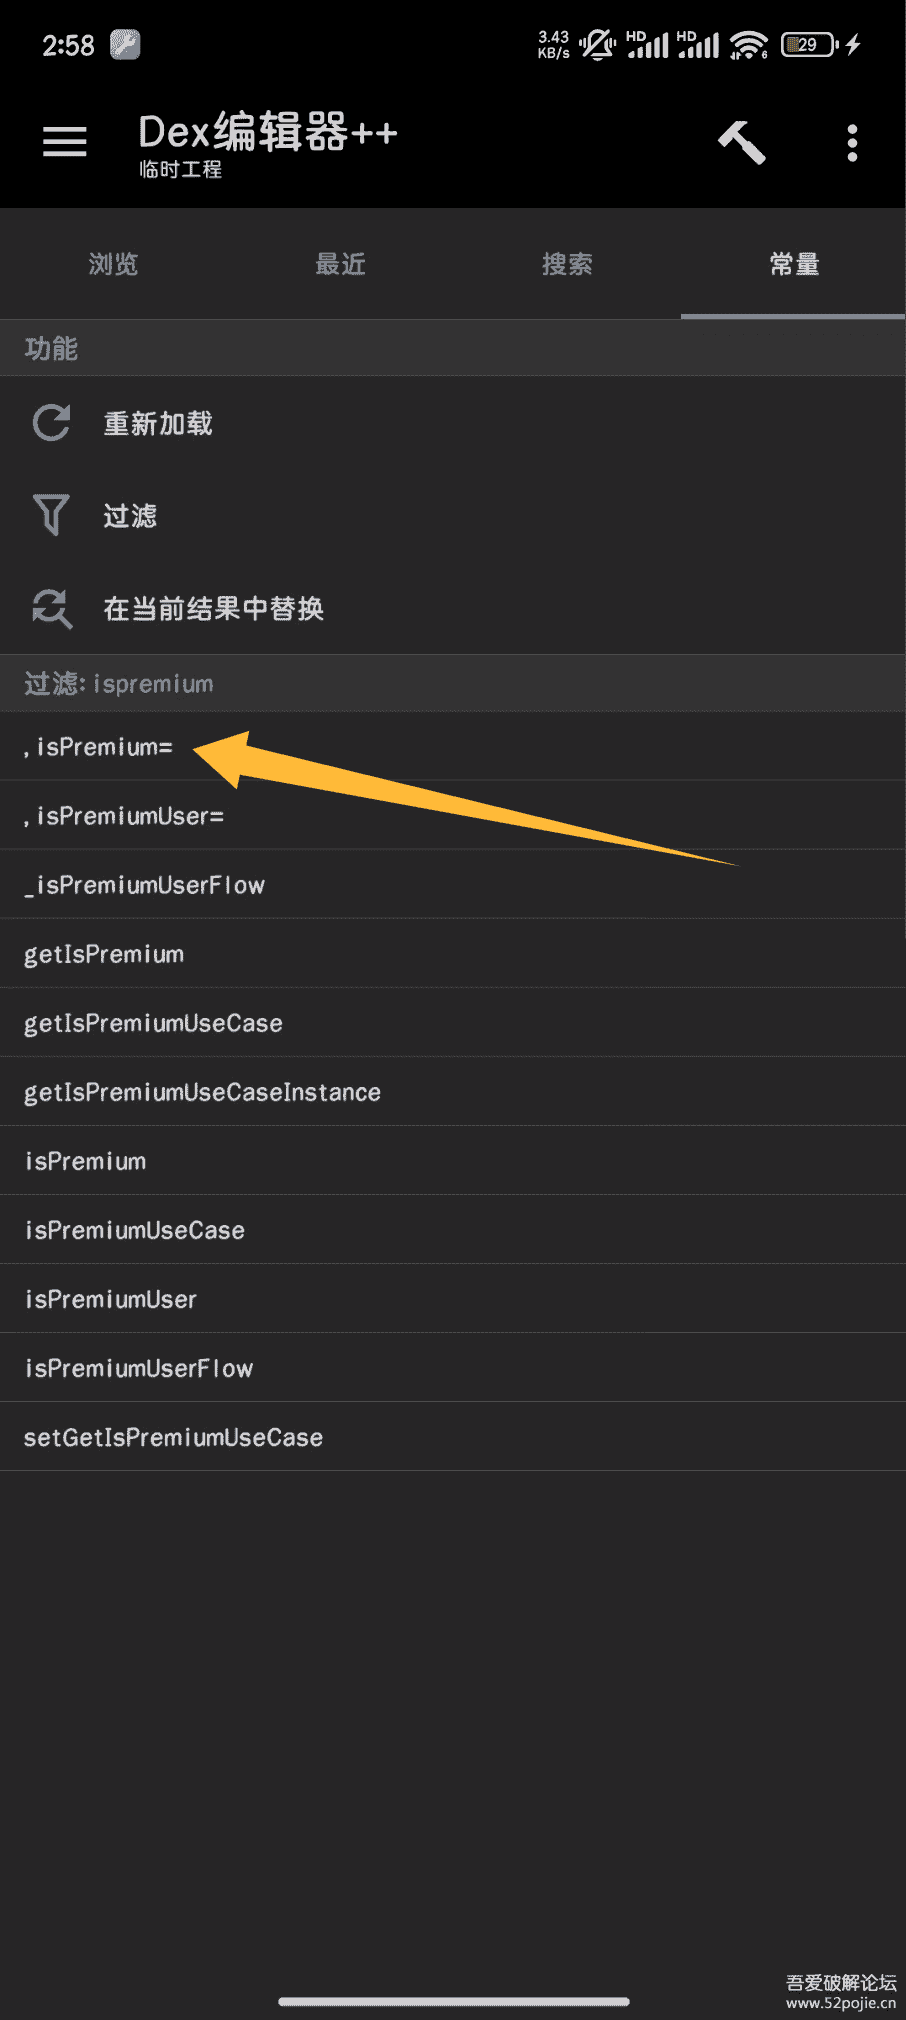 2:58
3.43
KB/s
HD
HD
6
29
Dex编辑器++
临时工程
浏览
最近
搜索
常量
功能
重新加载
过滤
在当前结果中替换
过滤: ispremium
, isPremium=
, isPremiumUser=
_isPremiumUserFlow
getIsPremium
getIsPremiumUseCase
getIsPremiumUseCaseInstance
isPremium
isPremiumUseCase
isPremiumUser
isPremiumUserFlow
setGetIsPremiumUseCase
吾爱破解论坛
www.52pojie.cn